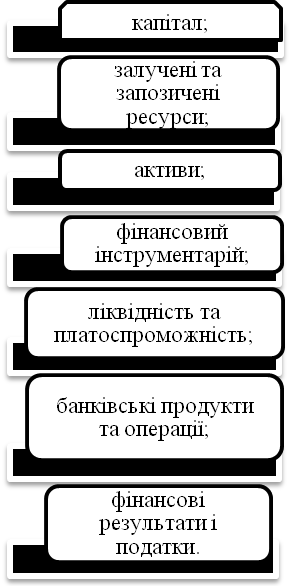 капітал;
залучені та
запозичені
ресурси;
активи;
фінансовий
інструментарій;
ліквідність та
платоспроможність;
банківські продукти
та операції;
фінансові
результати і
податки.